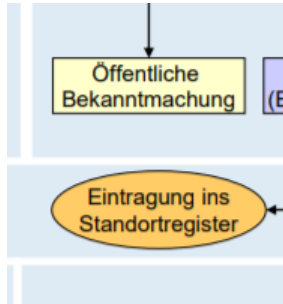 Öffentliche
Bekanntmachung
(E
Eintragung ins
Standortregister